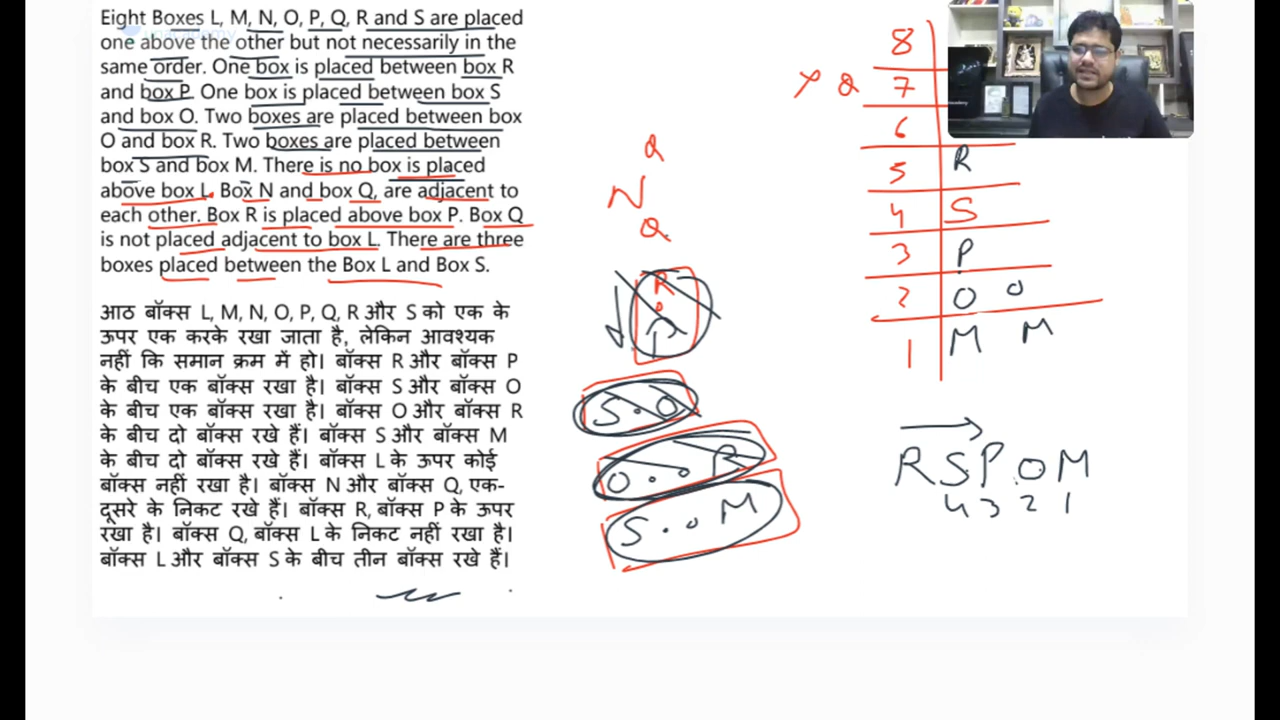 Eight Boxes L, M, N, O, P, Q, R and S are placed
one above the other but not necessarily in the
same order. One box is placed between box R
and box P. One box is placed between box S
and box O. Two boxes are placed between box
O and box R. Two boxes are placed between
box S and box M. There is no box is placed
above box L. Box N and box Q, are adjacent to
each other. Box R is placed above box P. Box Q
is not placed adjacent to box L. There are three
boxes placed between the Box L and Box S.
आठ बॉक्स L, M, N, O, P, Q, R और S को एक के
ऊपर एक करके रखा जाता है, लेकिन आवश्यक
नहीं कि समान क्रम में हो। बॉक्स R और बॉक्स P
के बीच एक बॉक्स रखा है। बॉक्स S और बॉक्स O
के बीच एक बॉक्स रखा है। बॉक्स O और बॉक्स R
के बीच दो बॉक्स रखे हैं। बॉक्स S और बॉक्स M
के बीच दो बॉक्स रखे हैं। बॉक्स L के ऊपर कोई
बॉक्स नहीं रखा है। बॉक्स N और बॉक्स Q, एक-
दूसरे के निकट रखे हैं। बॉक्स R, बॉक्स P के ऊपर
रखा है। बॉक्स Q, बॉक्स L के निकट नहीं रखा है।
बॉक्स L और बॉक्स S के बीच तीन बॉक्स रखे हैं।
Q
N
Q
R
.
P
S . O
O . . R
S . . M
8
Q 7
6
5 R
4 S
3 P
2 O O
1 M M
R S P O M
4 3 2 1